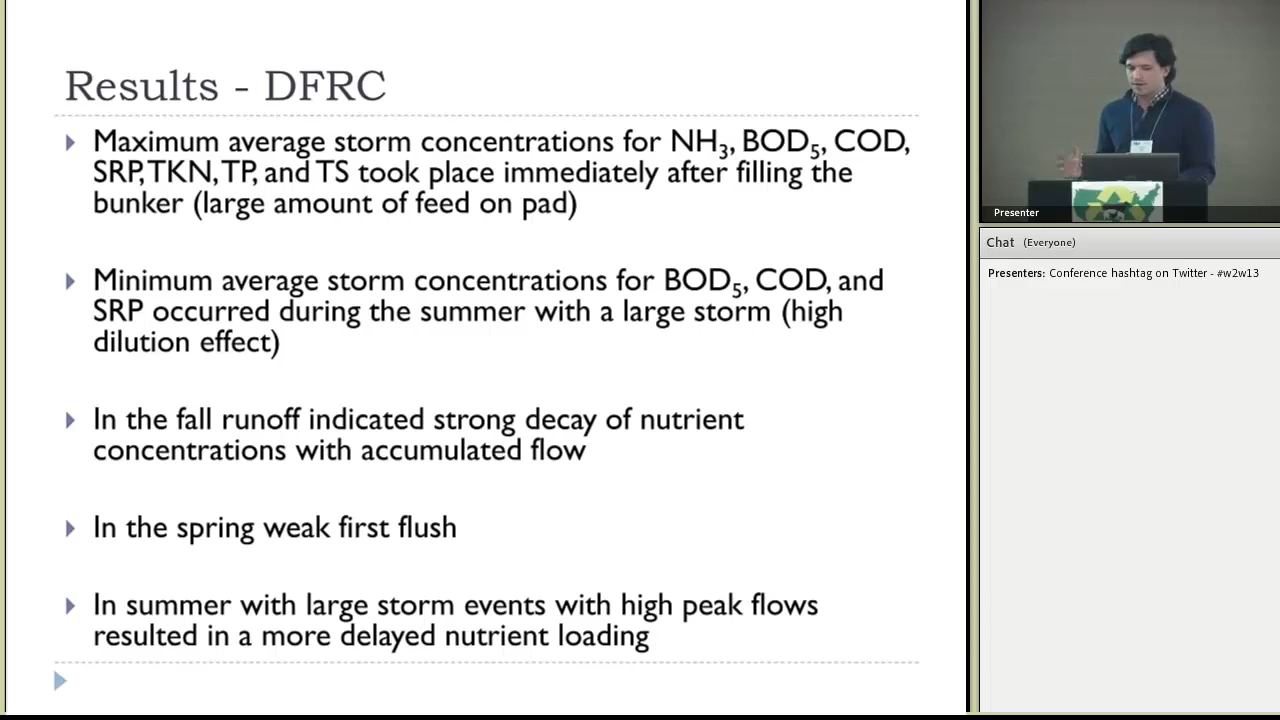 Results - DFRC
Maximum average storm concentrations for NH3, BOD5, COD,
SRP, TKN, TP, and TS took place immediately after filling the
bunker (large amount of feed on pad)
Minimum average storm concentrations for BOD5, COD, and
SRP occurred during the summer with a large storm (high
dilution effect)
In the fall runoff indicated strong decay of nutrient
concentrations with accumulated flow
In the spring weak first flush
In summer with large storm events with high peak flows
resulted in a more delayed nutrient loading
Presenter
Chat (Everyone)
Presenters: Conference hashtag on Twitter - #w2w13